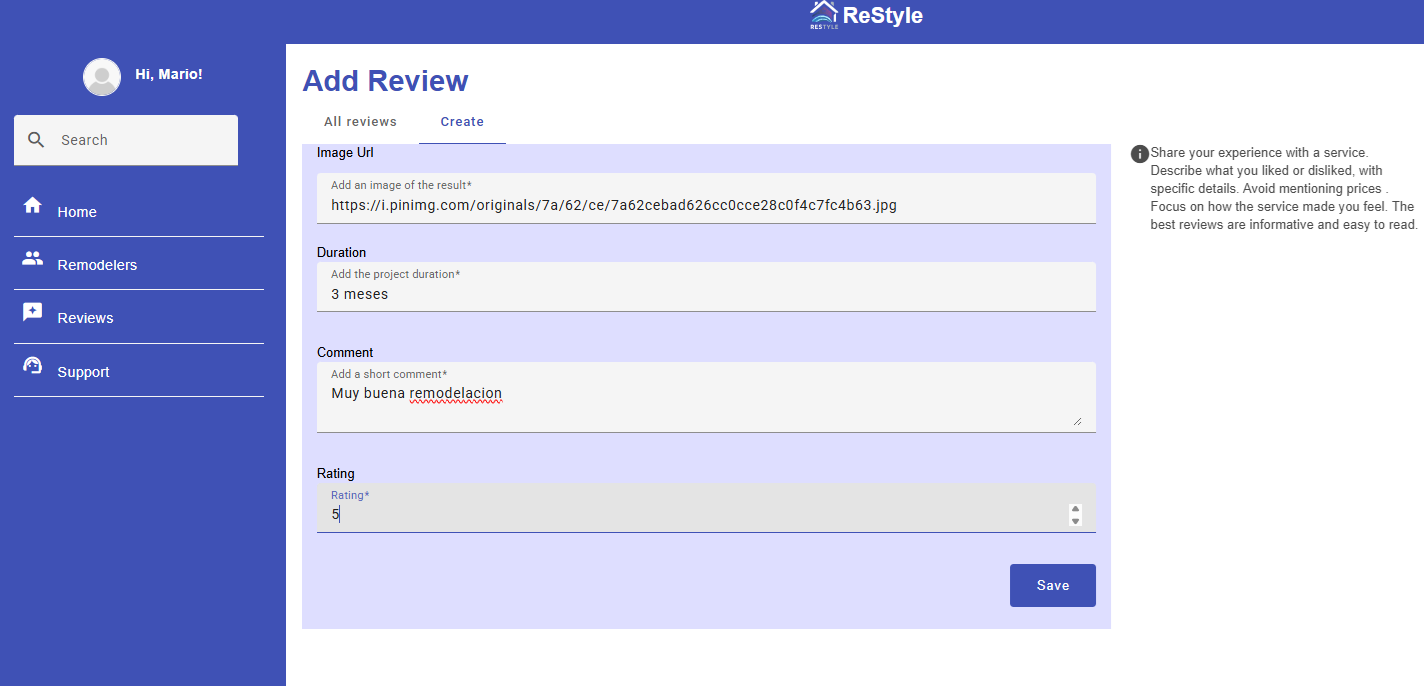 RESTYLE
ReStyle
Hi, Mario!
Search
Home
Remodelers
Reviews
Support
Add Review
All reviews
Create
Image Url
Add an image of the result*
https://i.pinimg.com/originals/7a/62/ce/7a62cebad626cc0cce28c0f4c7fc4b63.jpg
Duration
Add the project duration*
3 meses
Comment
Add a short comment*
Muy buena remodelacion
Rating
Rating*
5
Save
Share your experience with a service.
Describe what you liked or disliked, with
specific details. Avoid mentioning prices .
Focus on how the service made you feel. The
best reviews are informative and easy to read.